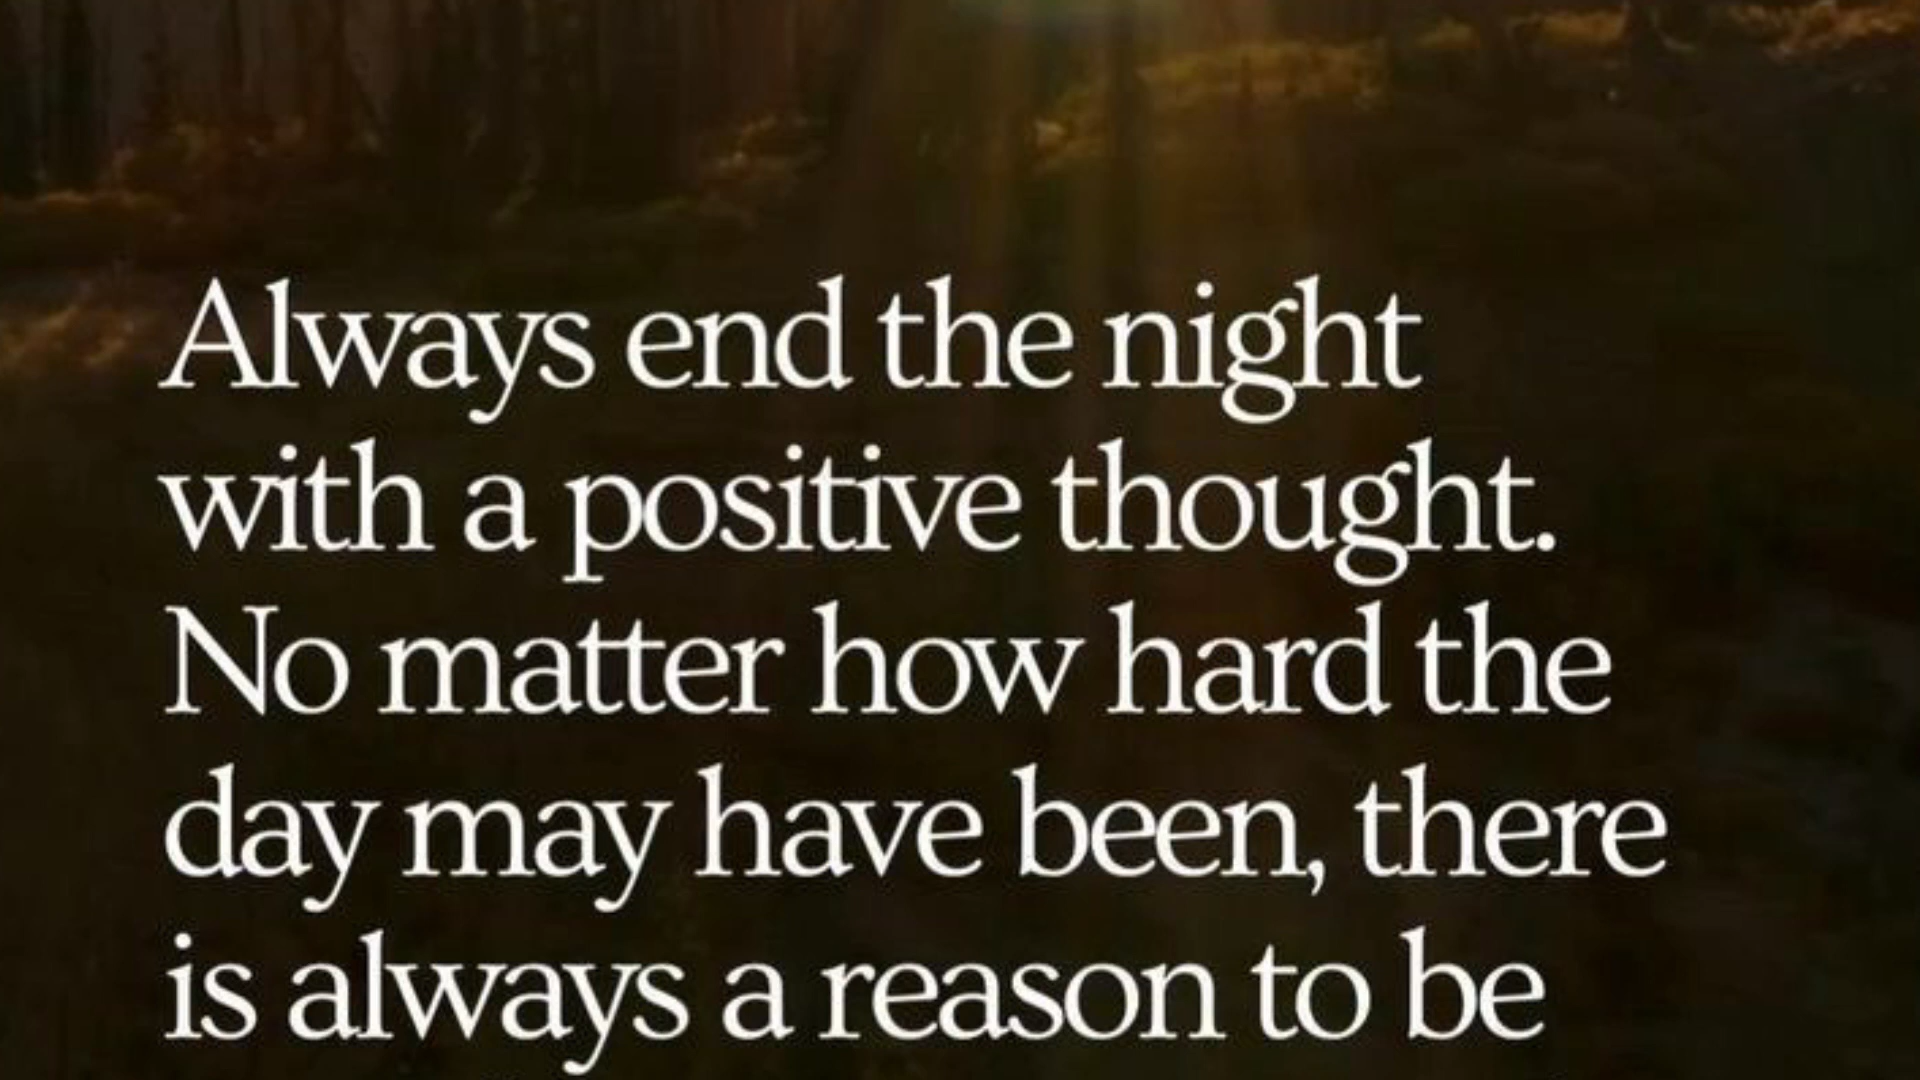 Always end the night
with a positive thought.
No matter how hard the
day may have been, there
is always a reason to be